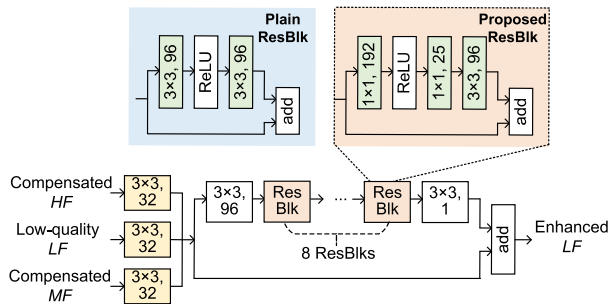 Plain
ResBlk
3×3, 96
ReLU
3×3, 96
add
Proposed
ResBlk
1×1, 192
ReLU
1×1, 25
3×3, 96
add
Compensated
HF
3×3,
32
Low-quality
LF
3×3,
32
Compensated
MF
3×3,
32
3×3,
96
Res
Blk
...
Res
Blk
3×3,
1
8 ResBlks
add
Enhanced
LF